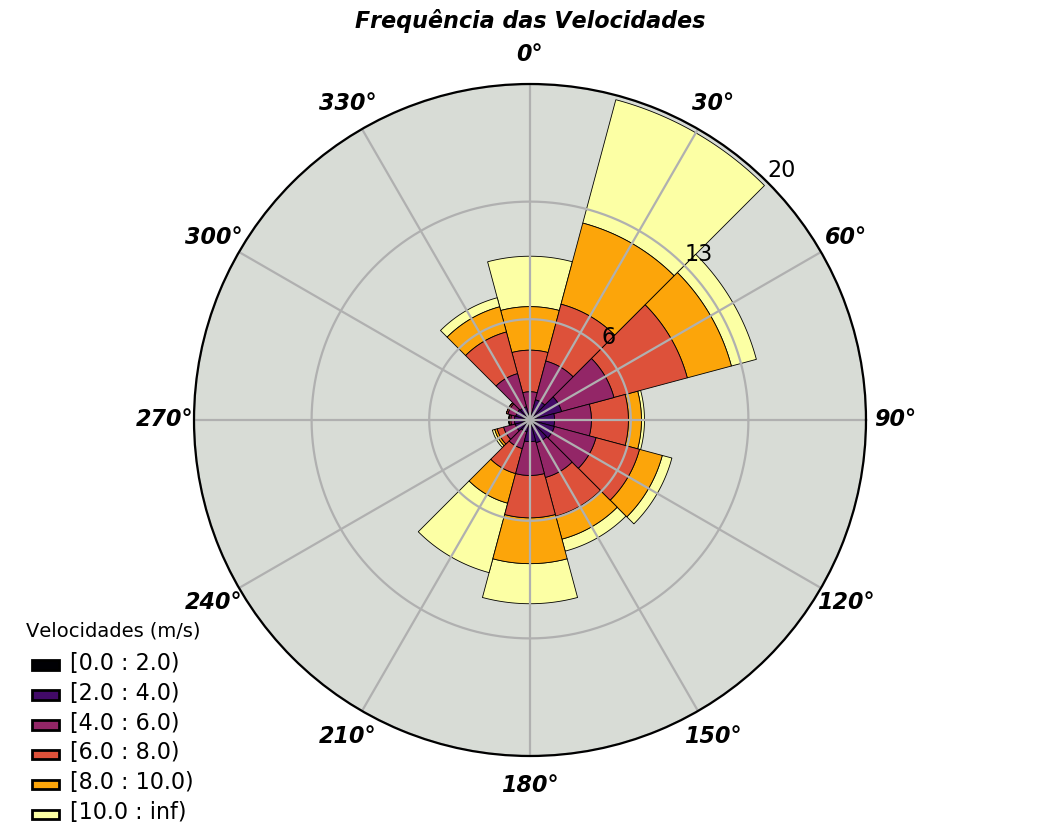 Frequência das Velocidades
0°
330°
30°
20
300°
60°
13
6
270°
90°
240°
120°
210°
150°
180°
Velocidades (m/s)
[0.0 : 2.0)
[2.0 : 4.0)
[4.0 : 6.0)
[6.0 : 8.0)
[8.0 : 10.0)
[10.0 : inf)